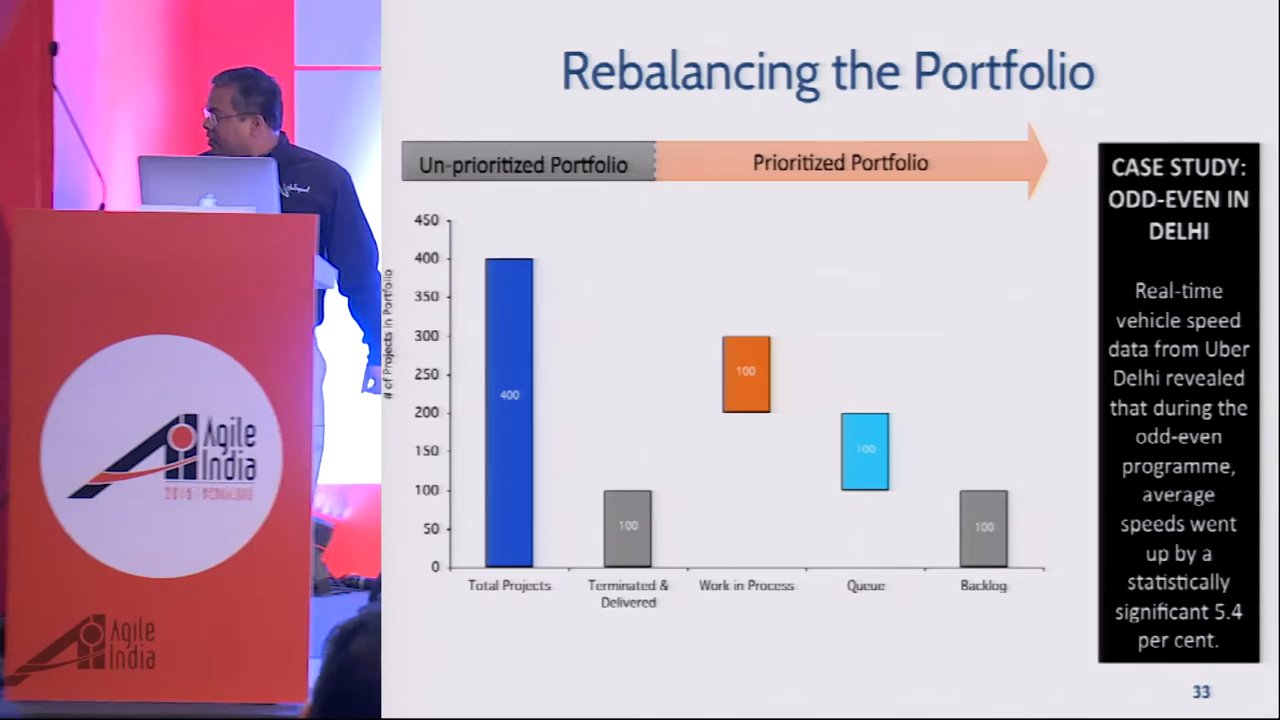 Rebalancing the Portfolio
Un-prioritized Portfolio
Prioritized Portfolio
# of Projects in Portfolio
450
400
350
300
250
200
150
100
50
0
400
100
100
100
100
Total Projects
Terminated &
Delivered
Work in Process
Queue
Backlog
CASE STUDY:
ODD-EVEN IN
DELHI
Real-time
vehicle speed
data from Uber
Delhi revealed
that during the
odd-even
programme,
average
speeds went
up by a
statistically
significant 5.4
per cent.
33
Agile
India
Agile
India